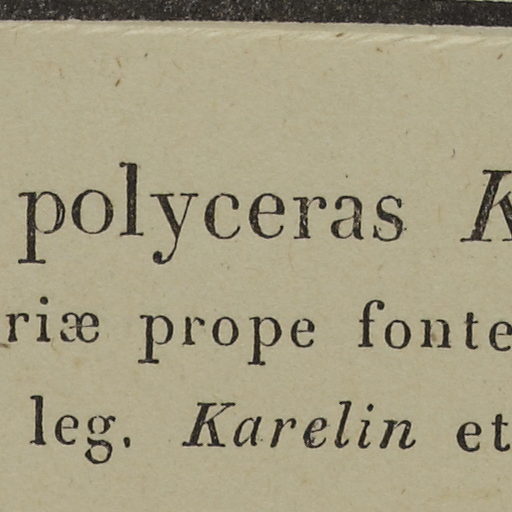 polyceras K
riæ prope fonte
leg. Karelin et